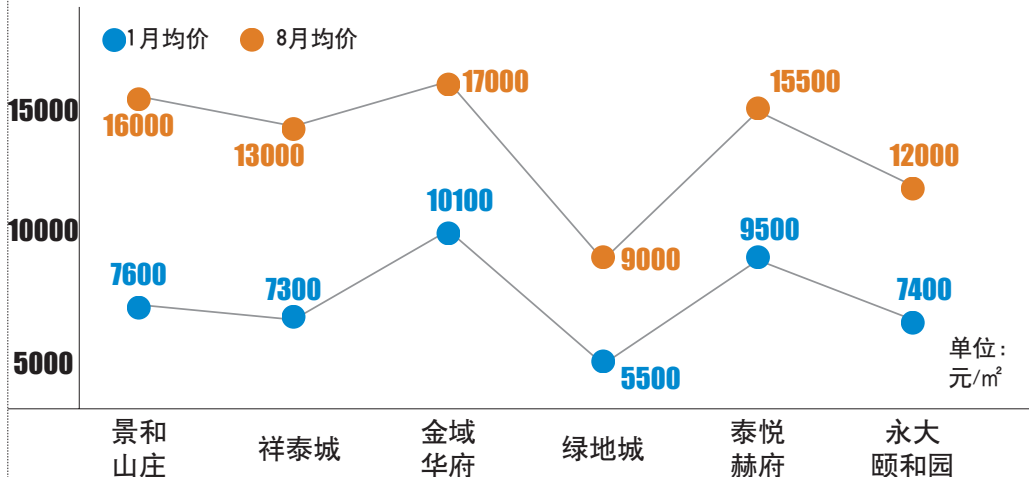 1月均价 8月均价
15000
10000
5000
16000
13000
17000
9000
15500
12000
7600
7300
10100
5500
9500
7400
单位：
元/㎡
景和
山庄
祥泰城
金域
华府
绿地城
泰悦
赫府
永大
颐和园